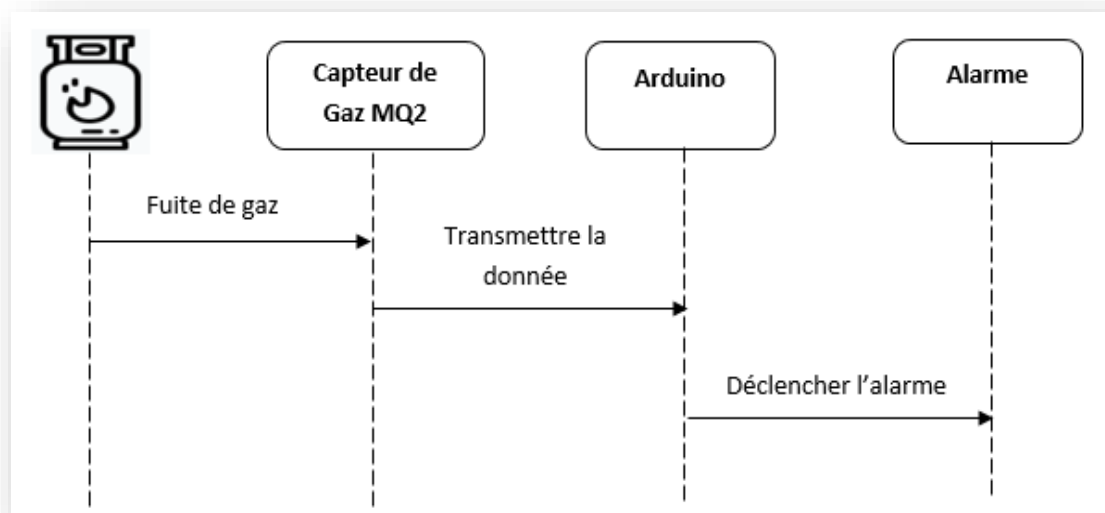 Capteur de
Gaz MQ2
Arduino
Alarme
Fuite de gaz
Transmettre la
donnée
Déclencher l’alarme